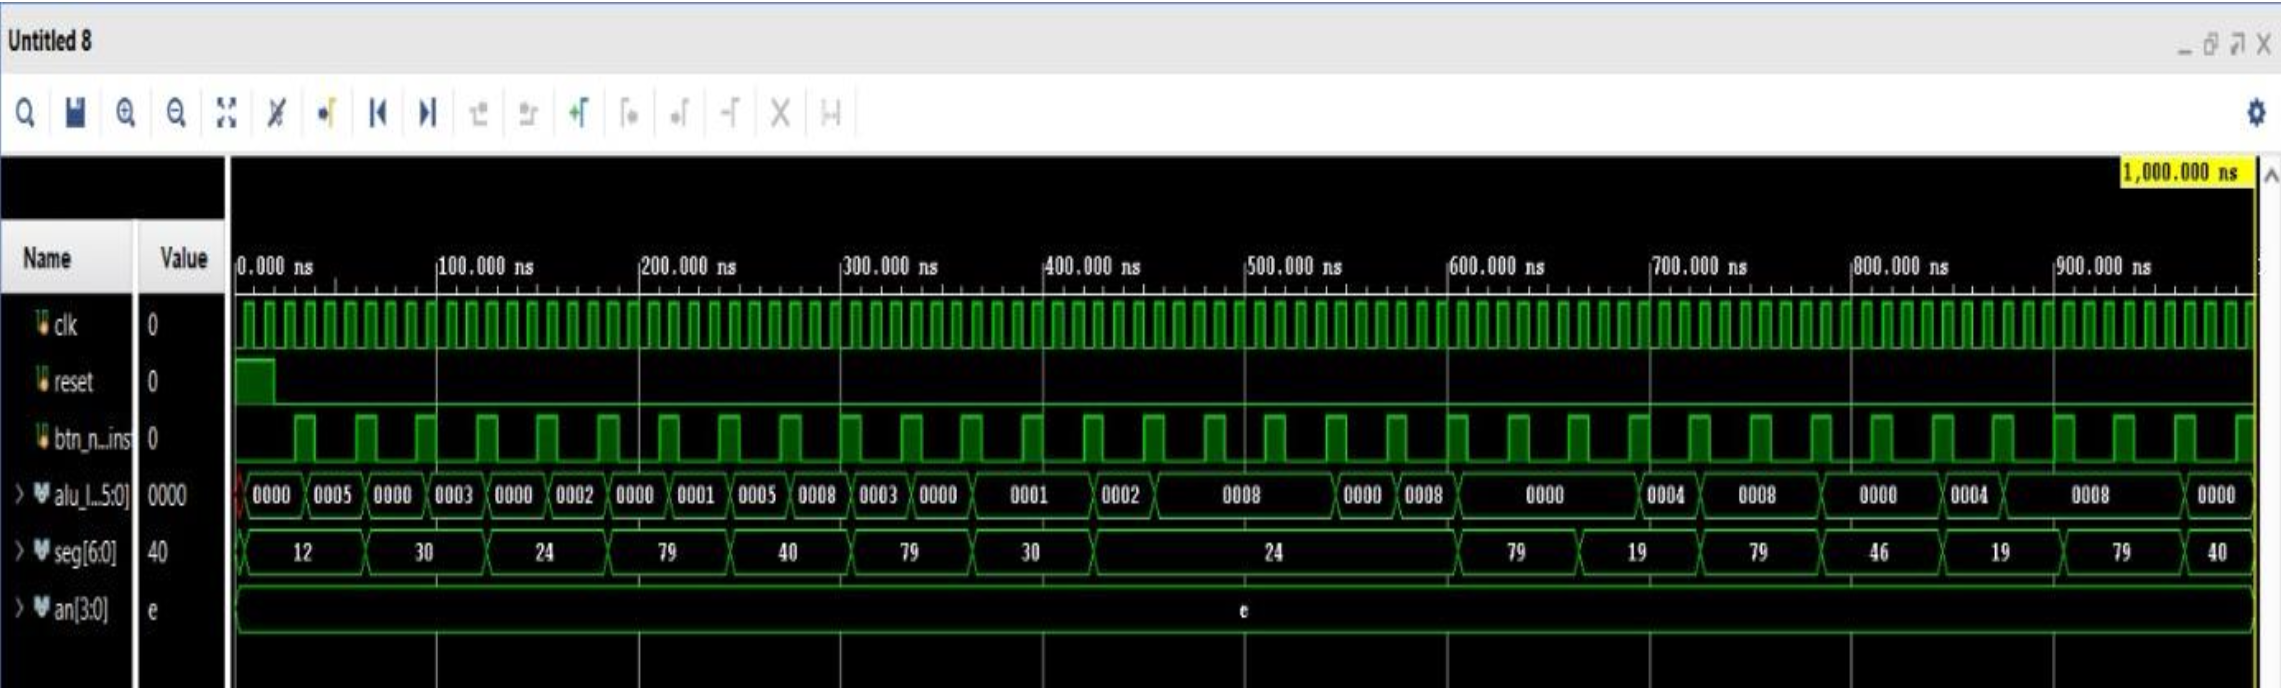 Untitled 8
1,000.000 ns
Name Value 0.000 ns 100.000 ns 200.000 ns 300.000 ns 400.000 ns 500.000 ns 600.000 ns 700.000 ns 800.000 ns 900.000 ns
clk 0
reset 0
btn_n...ins 0
alu_l...5:0] 0000 0000 0005 0000 0003 0000 0002 0000 0001 0005 0008 0003 0000 0001 0002 0008 0000 0008 0000 0004 0008 0000 0004 0008 0000
seg[6:0] 40 12 30 24 79 40 79 30 24 79 19 79 46 19 79 40
an[3:0] e e